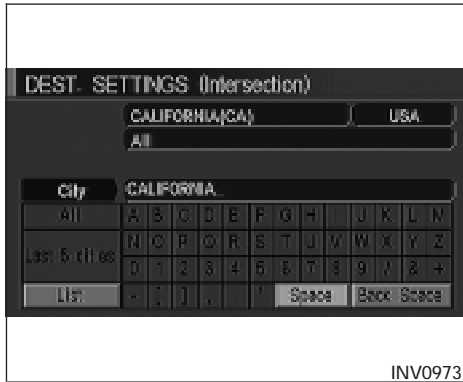 DEST. SETTINGS (Intersection)
CALIFORNIA(CA) USA
All
City CALIFORNIA_
All A B C D E F G H I J K L M
Last 5 cities N O P Q R S T U V W X Y Z
0 1 2 3 4 5 6 7 8 9 / & +
List - [ ] , . ' Space Back Space
INV0973